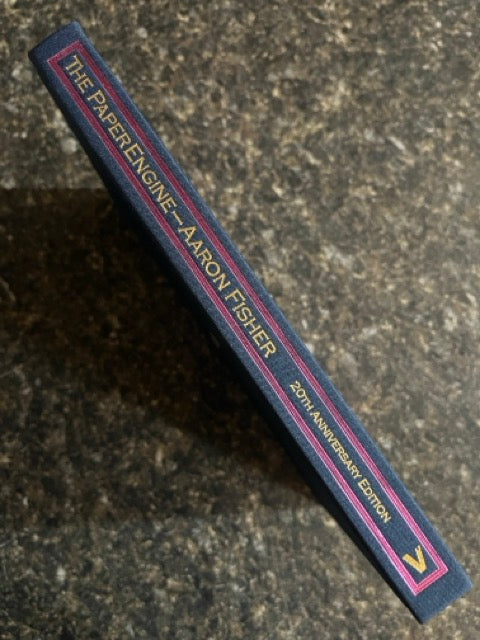 THE PAPERENGINE — AARON FISHER
20TH ANNIVERSARY EDITION
V